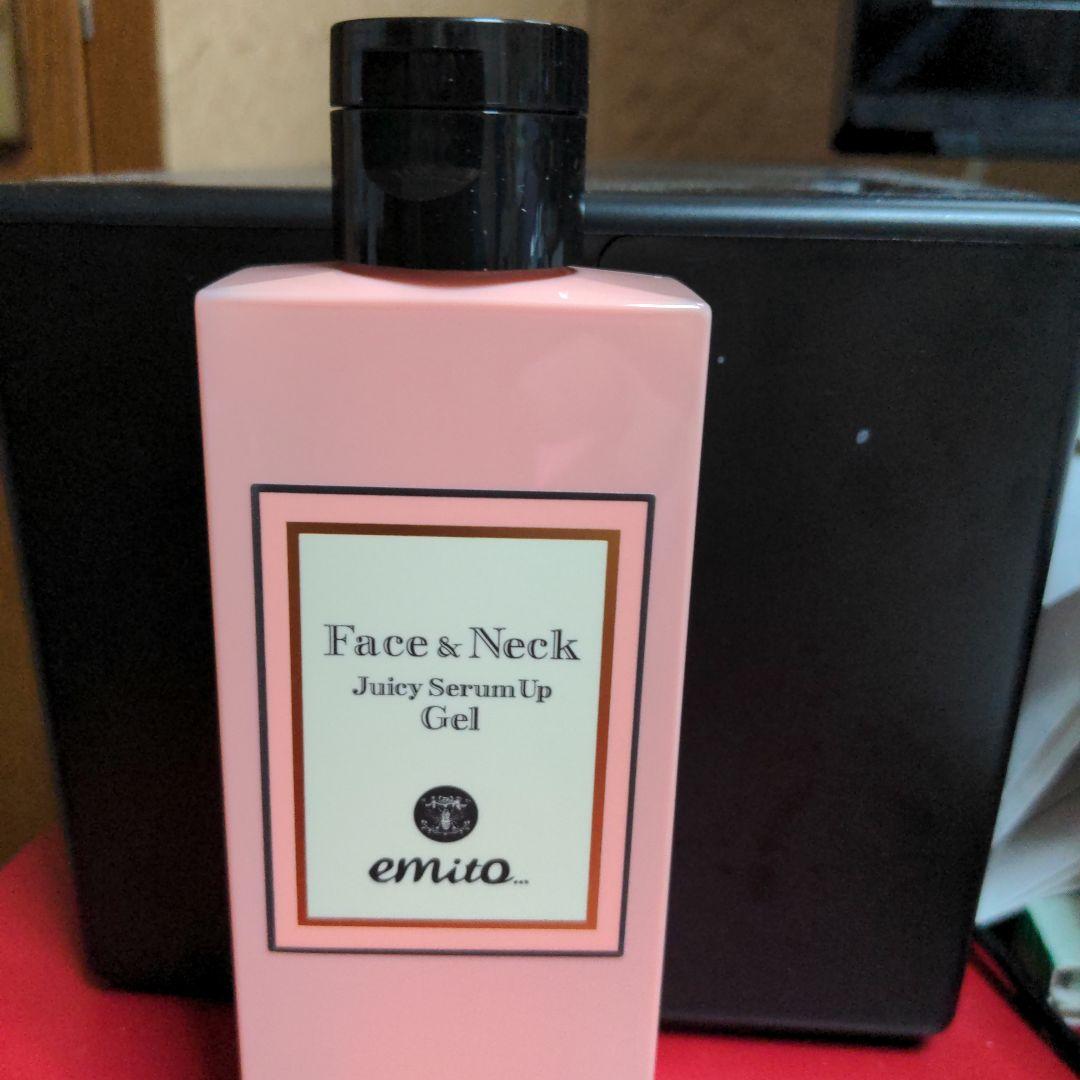 Face & Neck
Juicy Serum Up
Gel
emito...